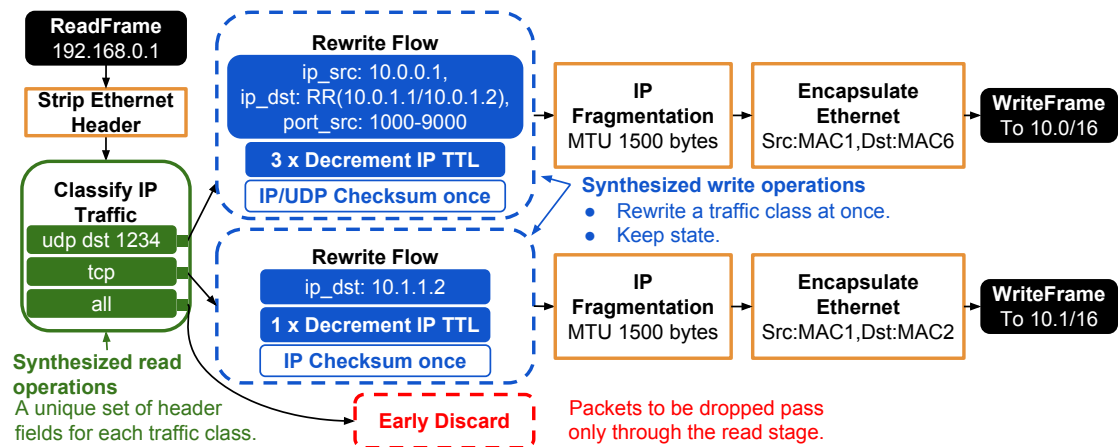 ReadFrame
192.168.0.1
Strip Ethernet
Header
Classify IP
Traffic
udp dst 1234
tcp
all
Synthesized read
operations
A unique set of header
fields for each traffic class.
Rewrite Flow
ip_src: 10.0.0.1,
ip_dst: RR(10.0.1.1/10.0.1.2),
port_src: 1000-9000
3 x Decrement IP TTL
IP/UDP Checksum once
Rewrite Flow
ip_dst: 10.1.1.2
1 x Decrement IP TTL
IP Checksum once
Early Discard
Packets to be dropped pass
only through the read stage.
Synthesized write operations
● Rewrite a traffic class at once.
● Keep state.
IP
Fragmentation
MTU 1500 bytes
Encapsulate
Ethernet
Src:MAC1,Dst:MAC6
WriteFrame
To 10.0/16
IP
Fragmentation
MTU 1500 bytes
Encapsulate
Ethernet
Src:MAC1,Dst:MAC2
WriteFrame
To 10.1/16